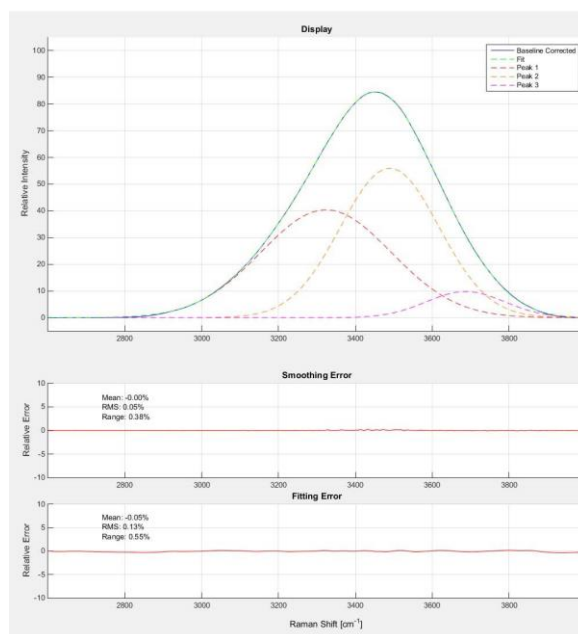 Display
Baseline Corrected
Fit
Peak 1
Peak 2
Peak 3
Relative Intensity
100
90
80
70
60
50
40
30
20
10
0
2800 3000 3200 3400 3600 3800
Smoothing Error
Mean: -0.00%
RMS: 0.05%
Range: 0.38%
Relative Error
10
5
0
-5
-10
2800 3000 3200 3400 3600 3800
Fitting Error
Mean: -0.05%
RMS: 0.13%
Range: 0.55%
Relative Error
10
5
0
-5
-10
2800 3000 3200 3400 3600 3800
Raman Shift [cm⁻¹]